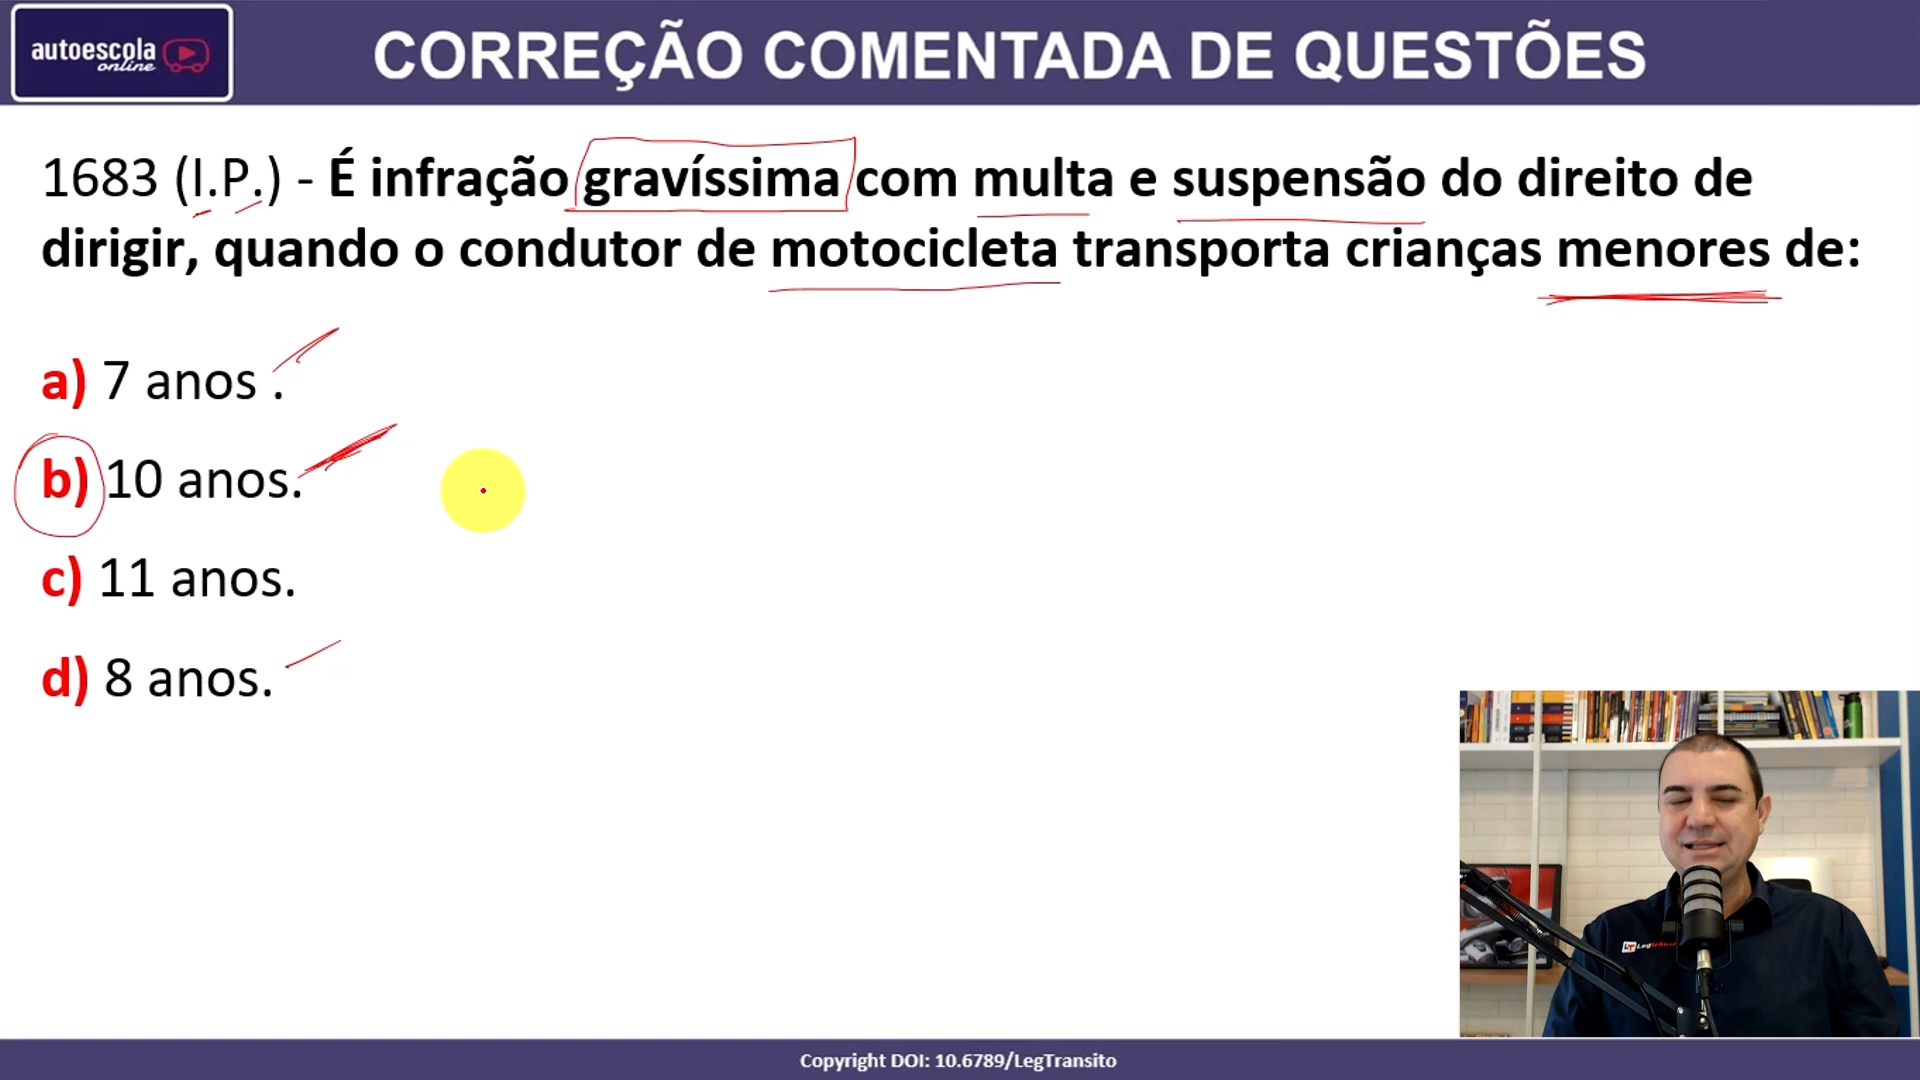 autoescola
online
CORREÇÃO COMENTADA DE QUESTÕES
1683 (I.P.) - É infração gravíssima com multa e suspensão do direito de
dirigir, quando o condutor de motocicleta transporta crianças menores de:
a) 7 anos .
b) 10 anos.
c) 11 anos.
d) 8 anos.
Copyright DOI: 10.6789/LegTransito